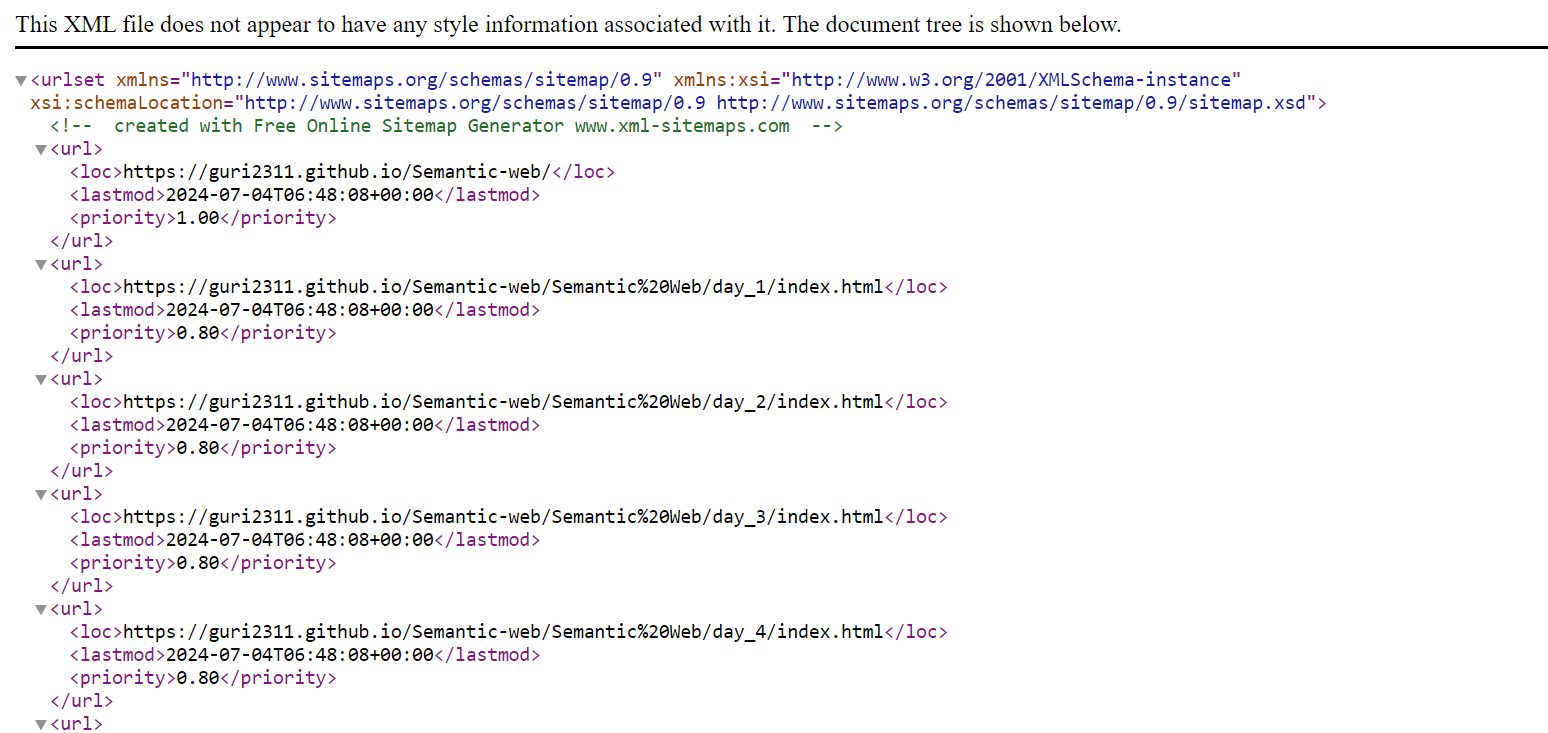 This XML file does not appear to have any style information associated with it. The document tree is shown below.
▼<urlset xmlns="http://www.sitemaps.org/schemas/sitemap/0.9" xmlns:xsi="http://www.w3.org/2001/XMLSchema-instance"
xsi:schemaLocation="http://www.sitemaps.org/schemas/sitemap/0.9 http://www.sitemaps.org/schemas/sitemap/0.9/sitemap.xsd">
<!--  created with Free Online Sitemap Generator www.xml-sitemaps.com  -->
▼<url>
<loc>https://guri2311.github.io/Semantic-web/</loc>
<lastmod>2024-07-04T06:48:08+00:00</lastmod>
<priority>1.00</priority>
</url>
▼<url>
<loc>https://guri2311.github.io/Semantic-web/Semantic%20Web/day_1/index.html</loc>
<lastmod>2024-07-04T06:48:08+00:00</lastmod>
<priority>0.80</priority>
</url>
▼<url>
<loc>https://guri2311.github.io/Semantic-web/Semantic%20Web/day_2/index.html</loc>
<lastmod>2024-07-04T06:48:08+00:00</lastmod>
<priority>0.80</priority>
</url>
▼<url>
<loc>https://guri2311.github.io/Semantic-web/Semantic%20Web/day_3/index.html</loc>
<lastmod>2024-07-04T06:48:08+00:00</lastmod>
<priority>0.80</priority>
</url>
▼<url>
<loc>https://guri2311.github.io/Semantic-web/Semantic%20Web/day_4/index.html</loc>
<lastmod>2024-07-04T06:48:08+00:00</lastmod>
<priority>0.80</priority>
</url>
▼<url>